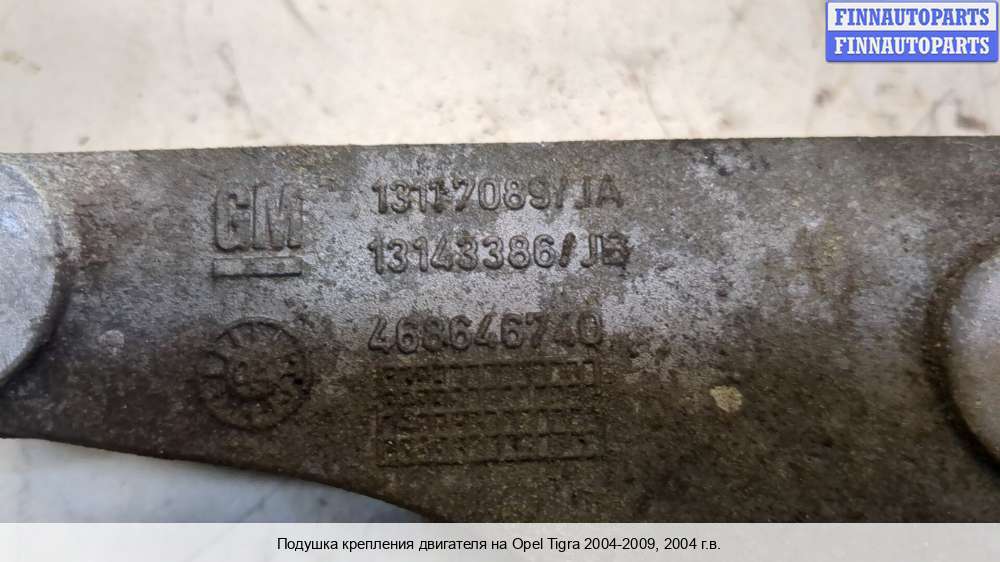 FINNAUTOPARTS
FINNAUTOPARTS
GM
13117089/JA
13143386/JB
468646740
Подушка крепления двигателя на Opel Tigra 2004-2009, 2004 г.в.